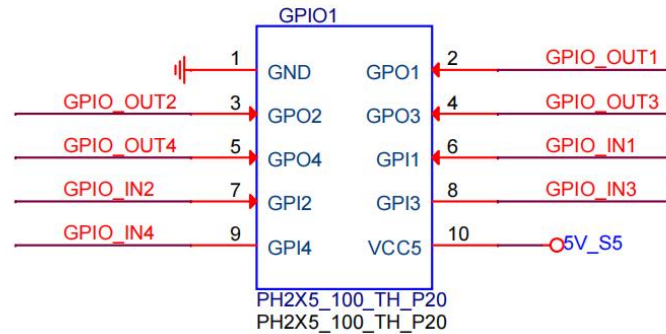 GPIO1
1 GND GPO1 2 GPIO_OUT1
GPIO_OUT2 3 GPO2 GPO3 4 GPIO_OUT3
GPIO_OUT4 5 GPO4 GPI1 6 GPIO_IN1
GPIO_IN2 7 GPI2 GPI3 8 GPIO_IN3
GPIO_IN4 9 GPI4 VCC5 10 5V_S5
PH2X5_100_TH_P20
PH2X5_100_TH_P20